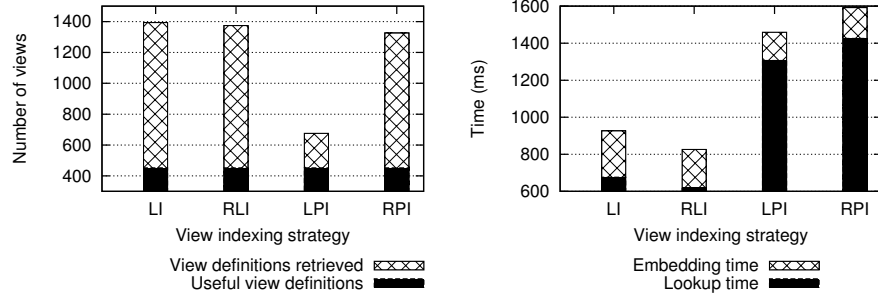 Number of views
1400
1200
1000
800
600
400
LI RLI LPI RPI
View indexing strategy
View definitions retrieved
Useful view definitions
Time (ms)
1600
1400
1200
1000
800
600
LI RLI LPI RPI
View indexing strategy
Embedding time
Lookup time